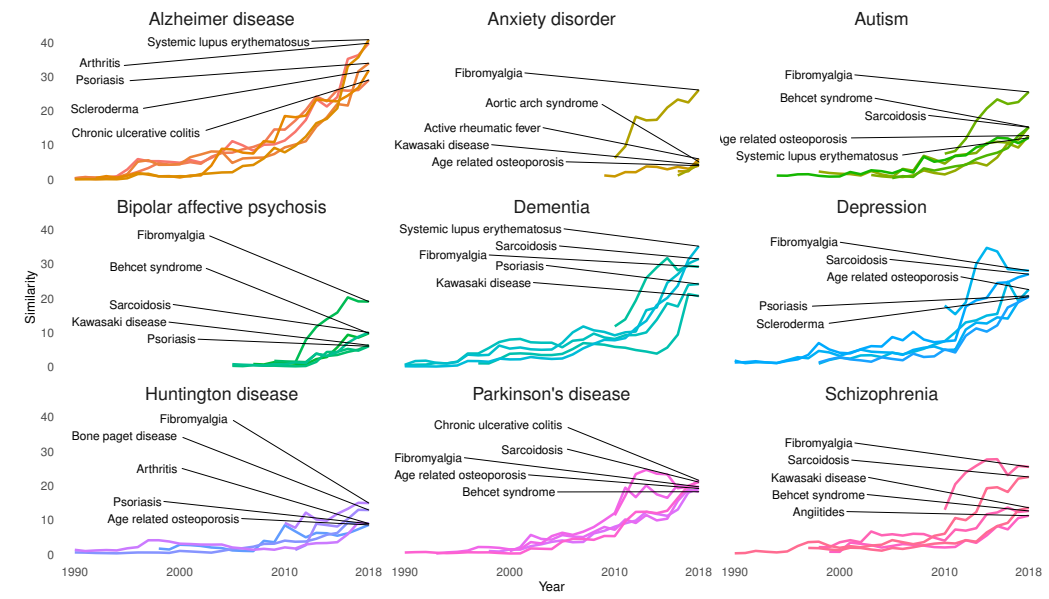 Alzheimer disease
Anxiety disorder
Autism
40
30
20
10
0
Systemic lupus erythematosus
Arthritis
Psoriasis
Scleroderma
Chronic ulcerative colitis
Fibromyalgia
Aortic arch syndrome
Active rheumatic fever
Kawasaki disease
Age related osteoporosis
Fibromyalgia
Behcet syndrome
Sarcoidosis
ge related osteoporosis
Systemic lupus erythematosus
Bipolar affective psychosis
Dementia
Depression
Similarity
40
30
20
10
0
Fibromyalgia
Behcet syndrome
Sarcoidosis
Kawasaki disease
Psoriasis
Systemic lupus erythematosus
Sarcoidosis
Fibromyalgia
Psoriasis
Kawasaki disease
Fibromyalgia
Sarcoidosis
Age related osteoporosis
Psoriasis
Scleroderma
Huntington disease
Parkinson's disease
Schizophrenia
40
30
20
10
0
Fibromyalgia
Bone paget disease
Arthritis
Psoriasis
Age related osteoporosis
Chronic ulcerative colitis
Sarcoidosis
Fibromyalgia
Age related osteoporosis
Behcet syndrome
Fibromyalgia
Sarcoidosis
Kawasaki disease
Behcet syndrome
Angiitides
1990 2000 2010 2018
1990 2000 2010 2018
1990 2000 2010 2018
Year